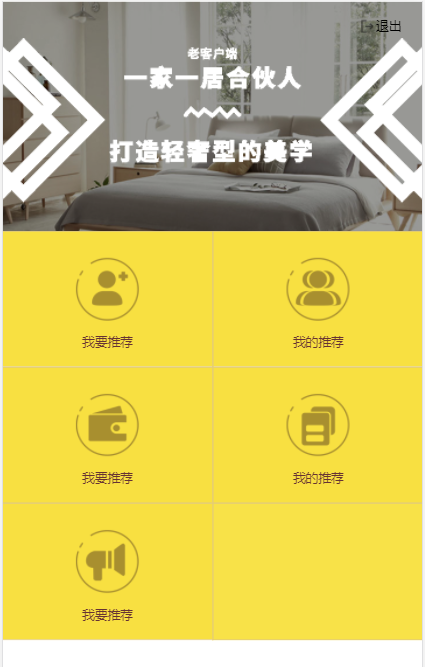 退出
老客户端
一家一居合伙人
打造轻奢型的美学
我要推荐
我的推荐
我要推荐
我的推荐
我要推荐